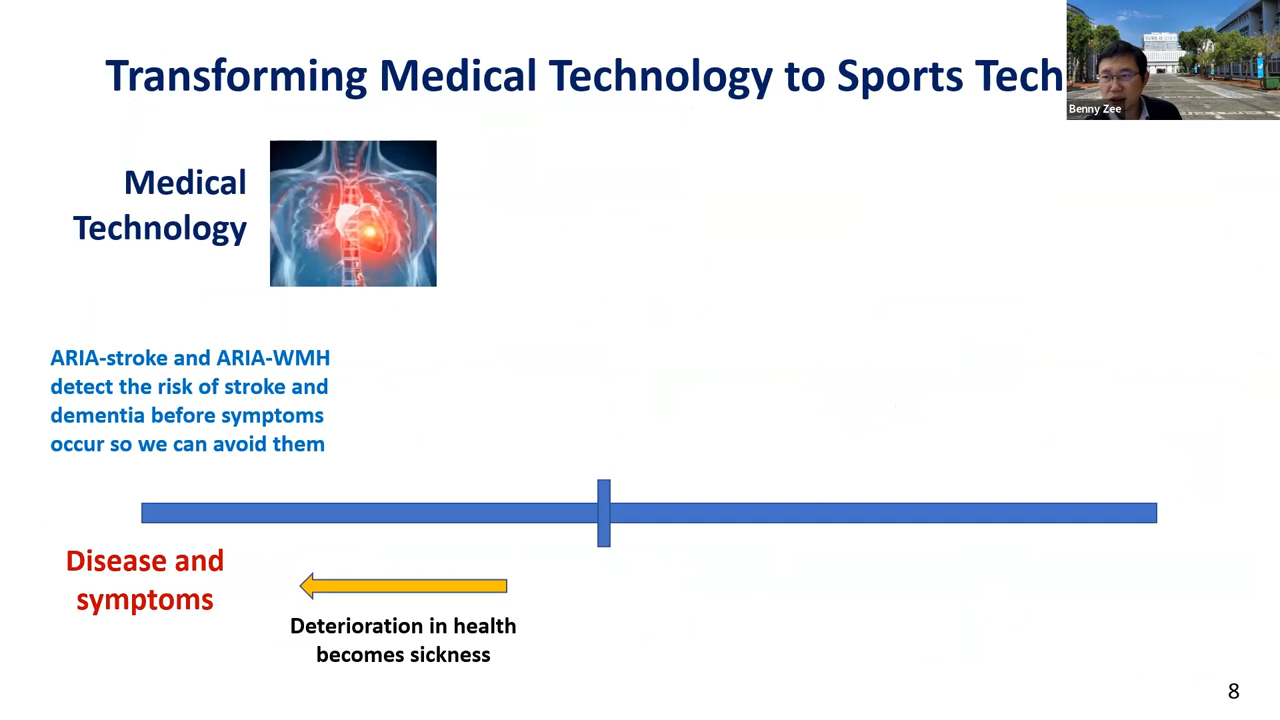 Transforming Medical Technology to Sports Tech
Benny Zee
Medical
Technology
ARIA-stroke and ARIA-WMH
detect the risk of stroke and
dementia before symptoms
occur so we can avoid them
Disease and
symptoms
Deterioration in health
becomes sickness
8